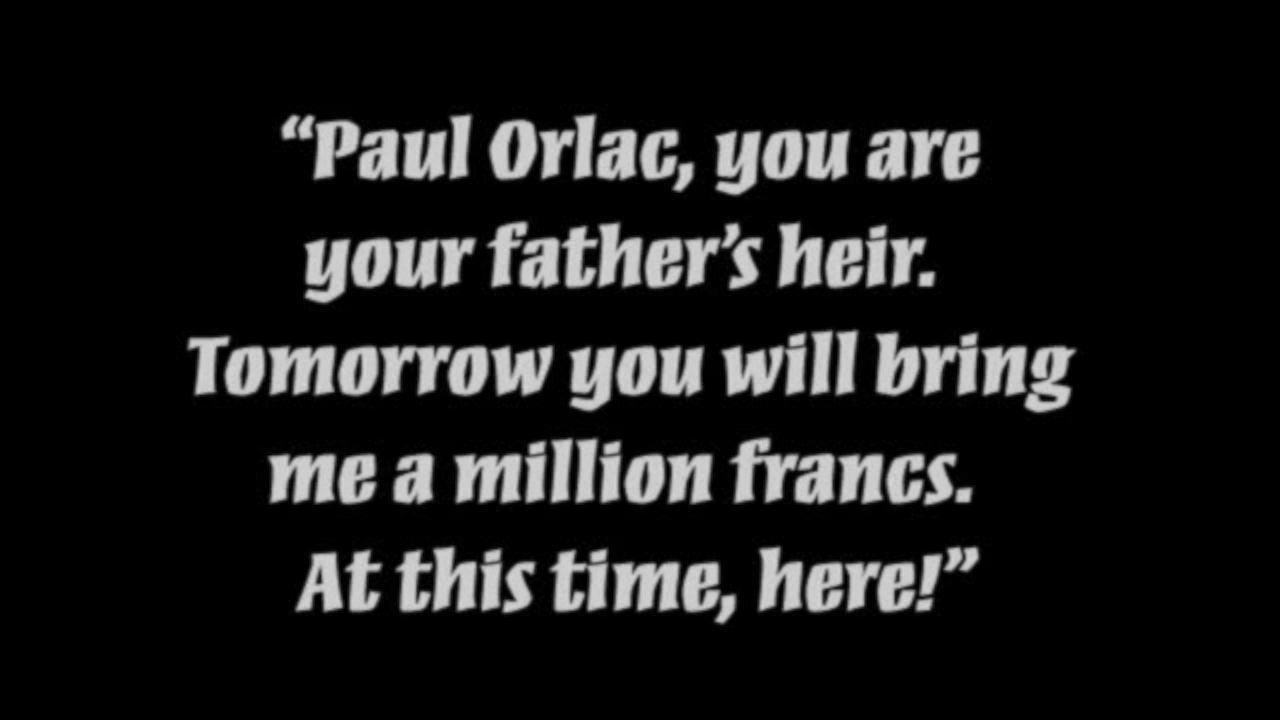 “Paul Orlac, you are
your father’s heir.
Tomorrow you will bring
me a million francs.
At this time, here!”